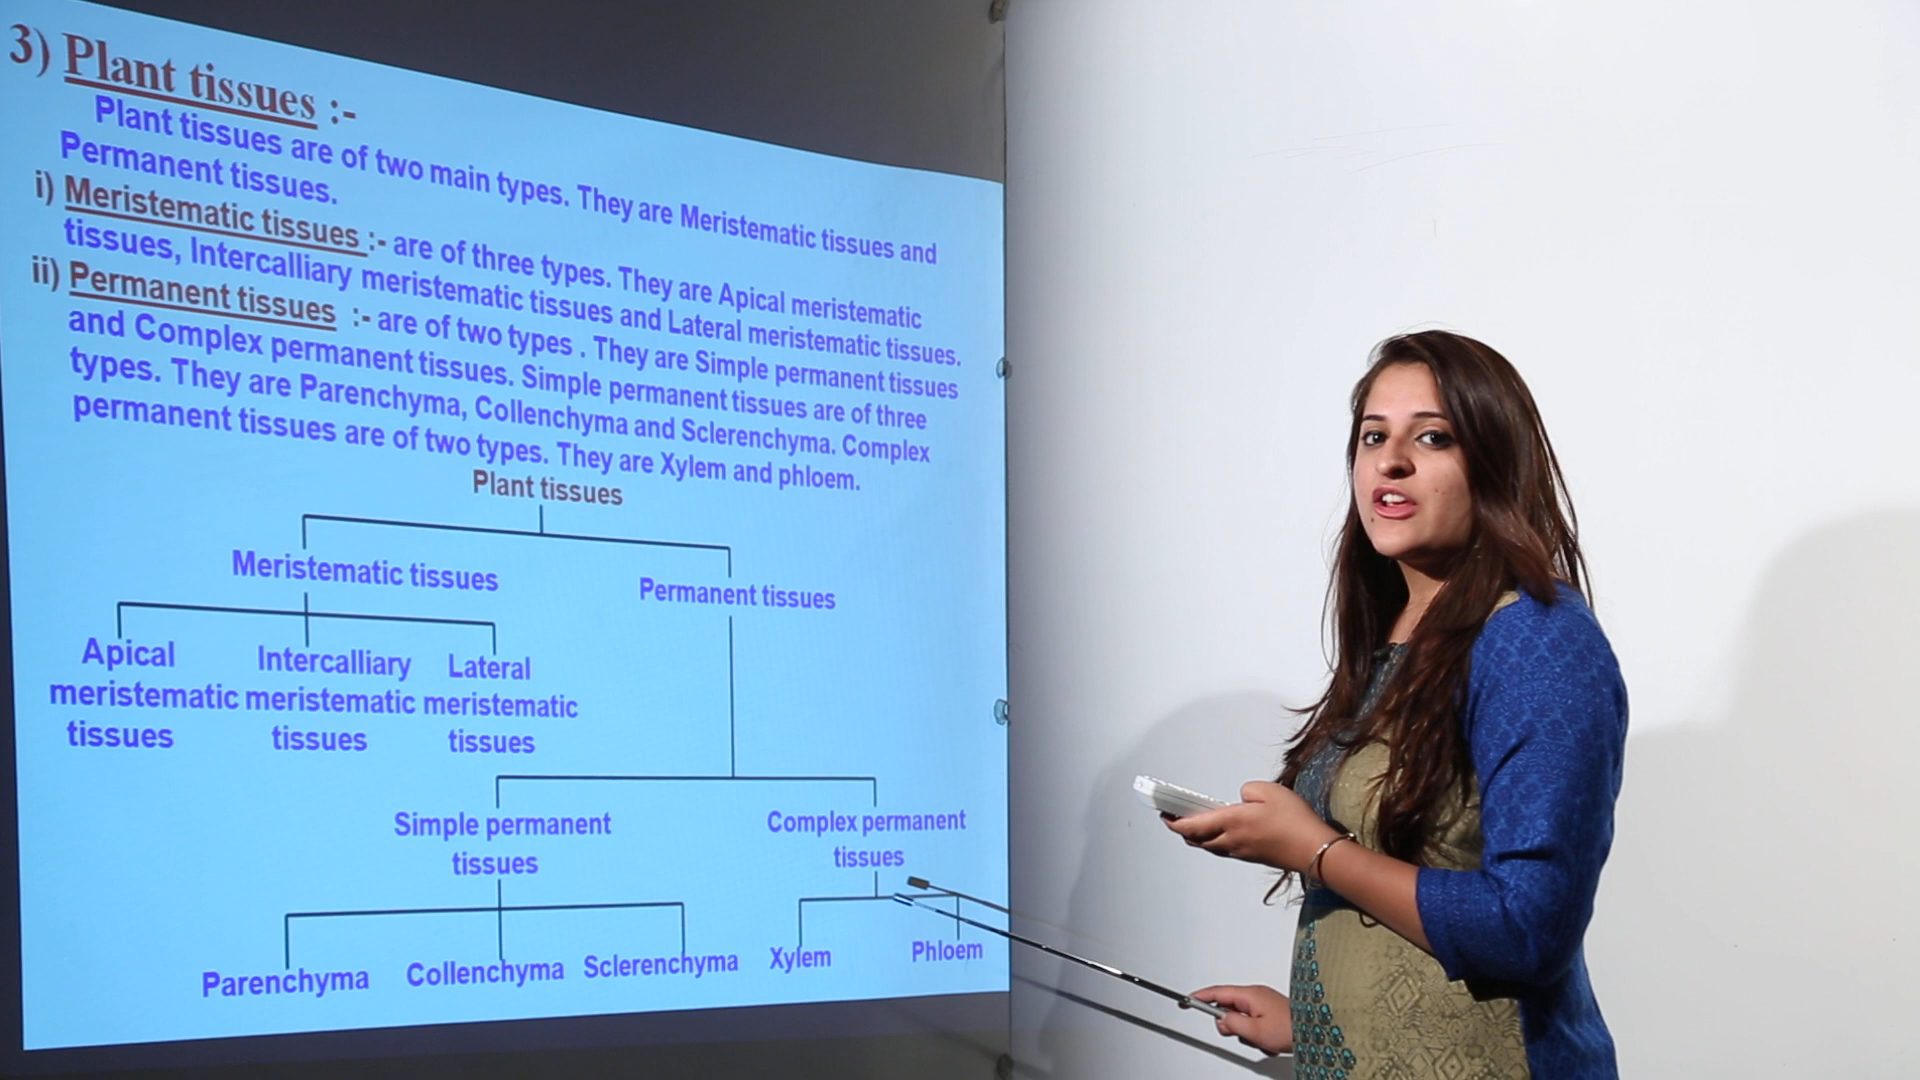 3) Plant tissues :-
Plant tissues are of two main types. They are Meristematic tissues and
Permanent tissues.
i) Meristematic tissues :- are of three types. They are Apical meristematic
tissues, Intercalliary meristematic tissues and Lateral meristematic tissues.
ii) Permanent tissues :- are of two types . They are Simple permanent tissues
and Complex permanent tissues. Simple permanent tissues are of three
types. They are Parenchyma, Collenchyma and Sclerenchyma. Complex
permanent tissues are of two types. They are Xylem and phloem.
Plant tissues
Meristematic tissues
Permanent tissues
Apical
meristematic
tissues
Intercalliary
meristematic
tissues
Lateral
meristematic
tissues
Simple permanent
tissues
Complex permanent
tissues
Parenchyma
Collenchyma
Sclerenchyma
Xylem
Phloem